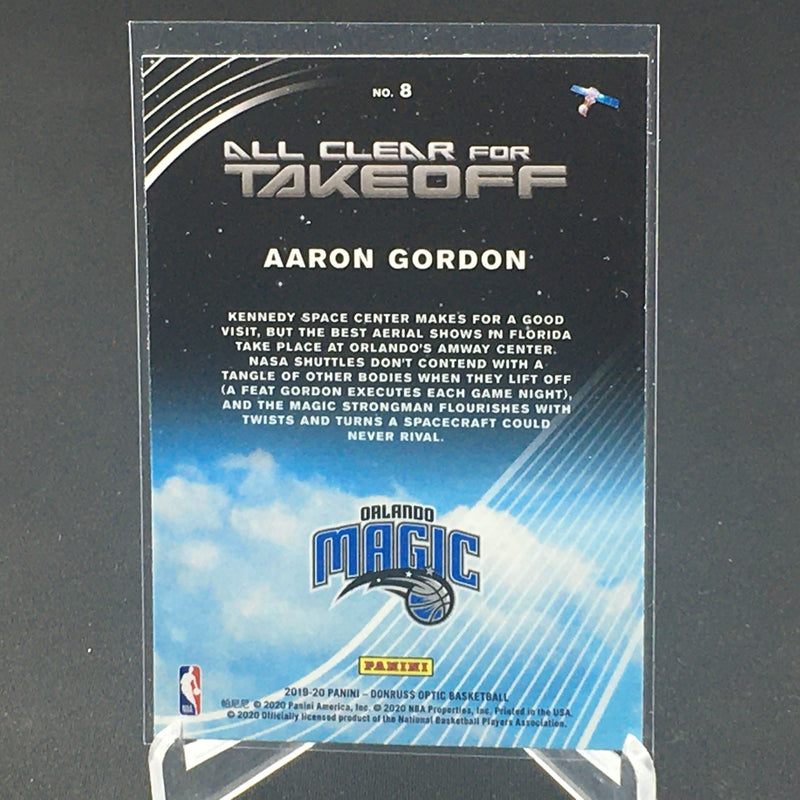 NO. 8
ALL CLEAR FOR
TAKEOFF
AARON GORDON
KENNEDY SPACE CENTER MAKES FOR A GOOD
VISIT, BUT THE BEST AERIAL SHOWS IN FLORIDA
TAKE PLACE AT ORLANDO'S AMWAY CENTER.
NASA SHUTTLES DON'T CONTEND WITH A
TANGLE OF OTHER BODIES WHEN THEY LIFT OFF
(A FEAT GORDON EXECUTES EACH GAME NIGHT),
AND THE MAGIC STRONGMAN FLOURISHES WITH
TWISTS AND TURNS A SPACECRAFT COULD
NEVER RIVAL.
ORLANDO
MAGIC
PANINI
2019-20 PANINI – DONRUSS OPTIC BASKETBALL
帕尼尼 © 2020 Panini America, Inc. © 2020 NBA Properties, Inc. Printed in the USA.
© 2020 Officially licensed product of the National Basketball Players Association.
NBA